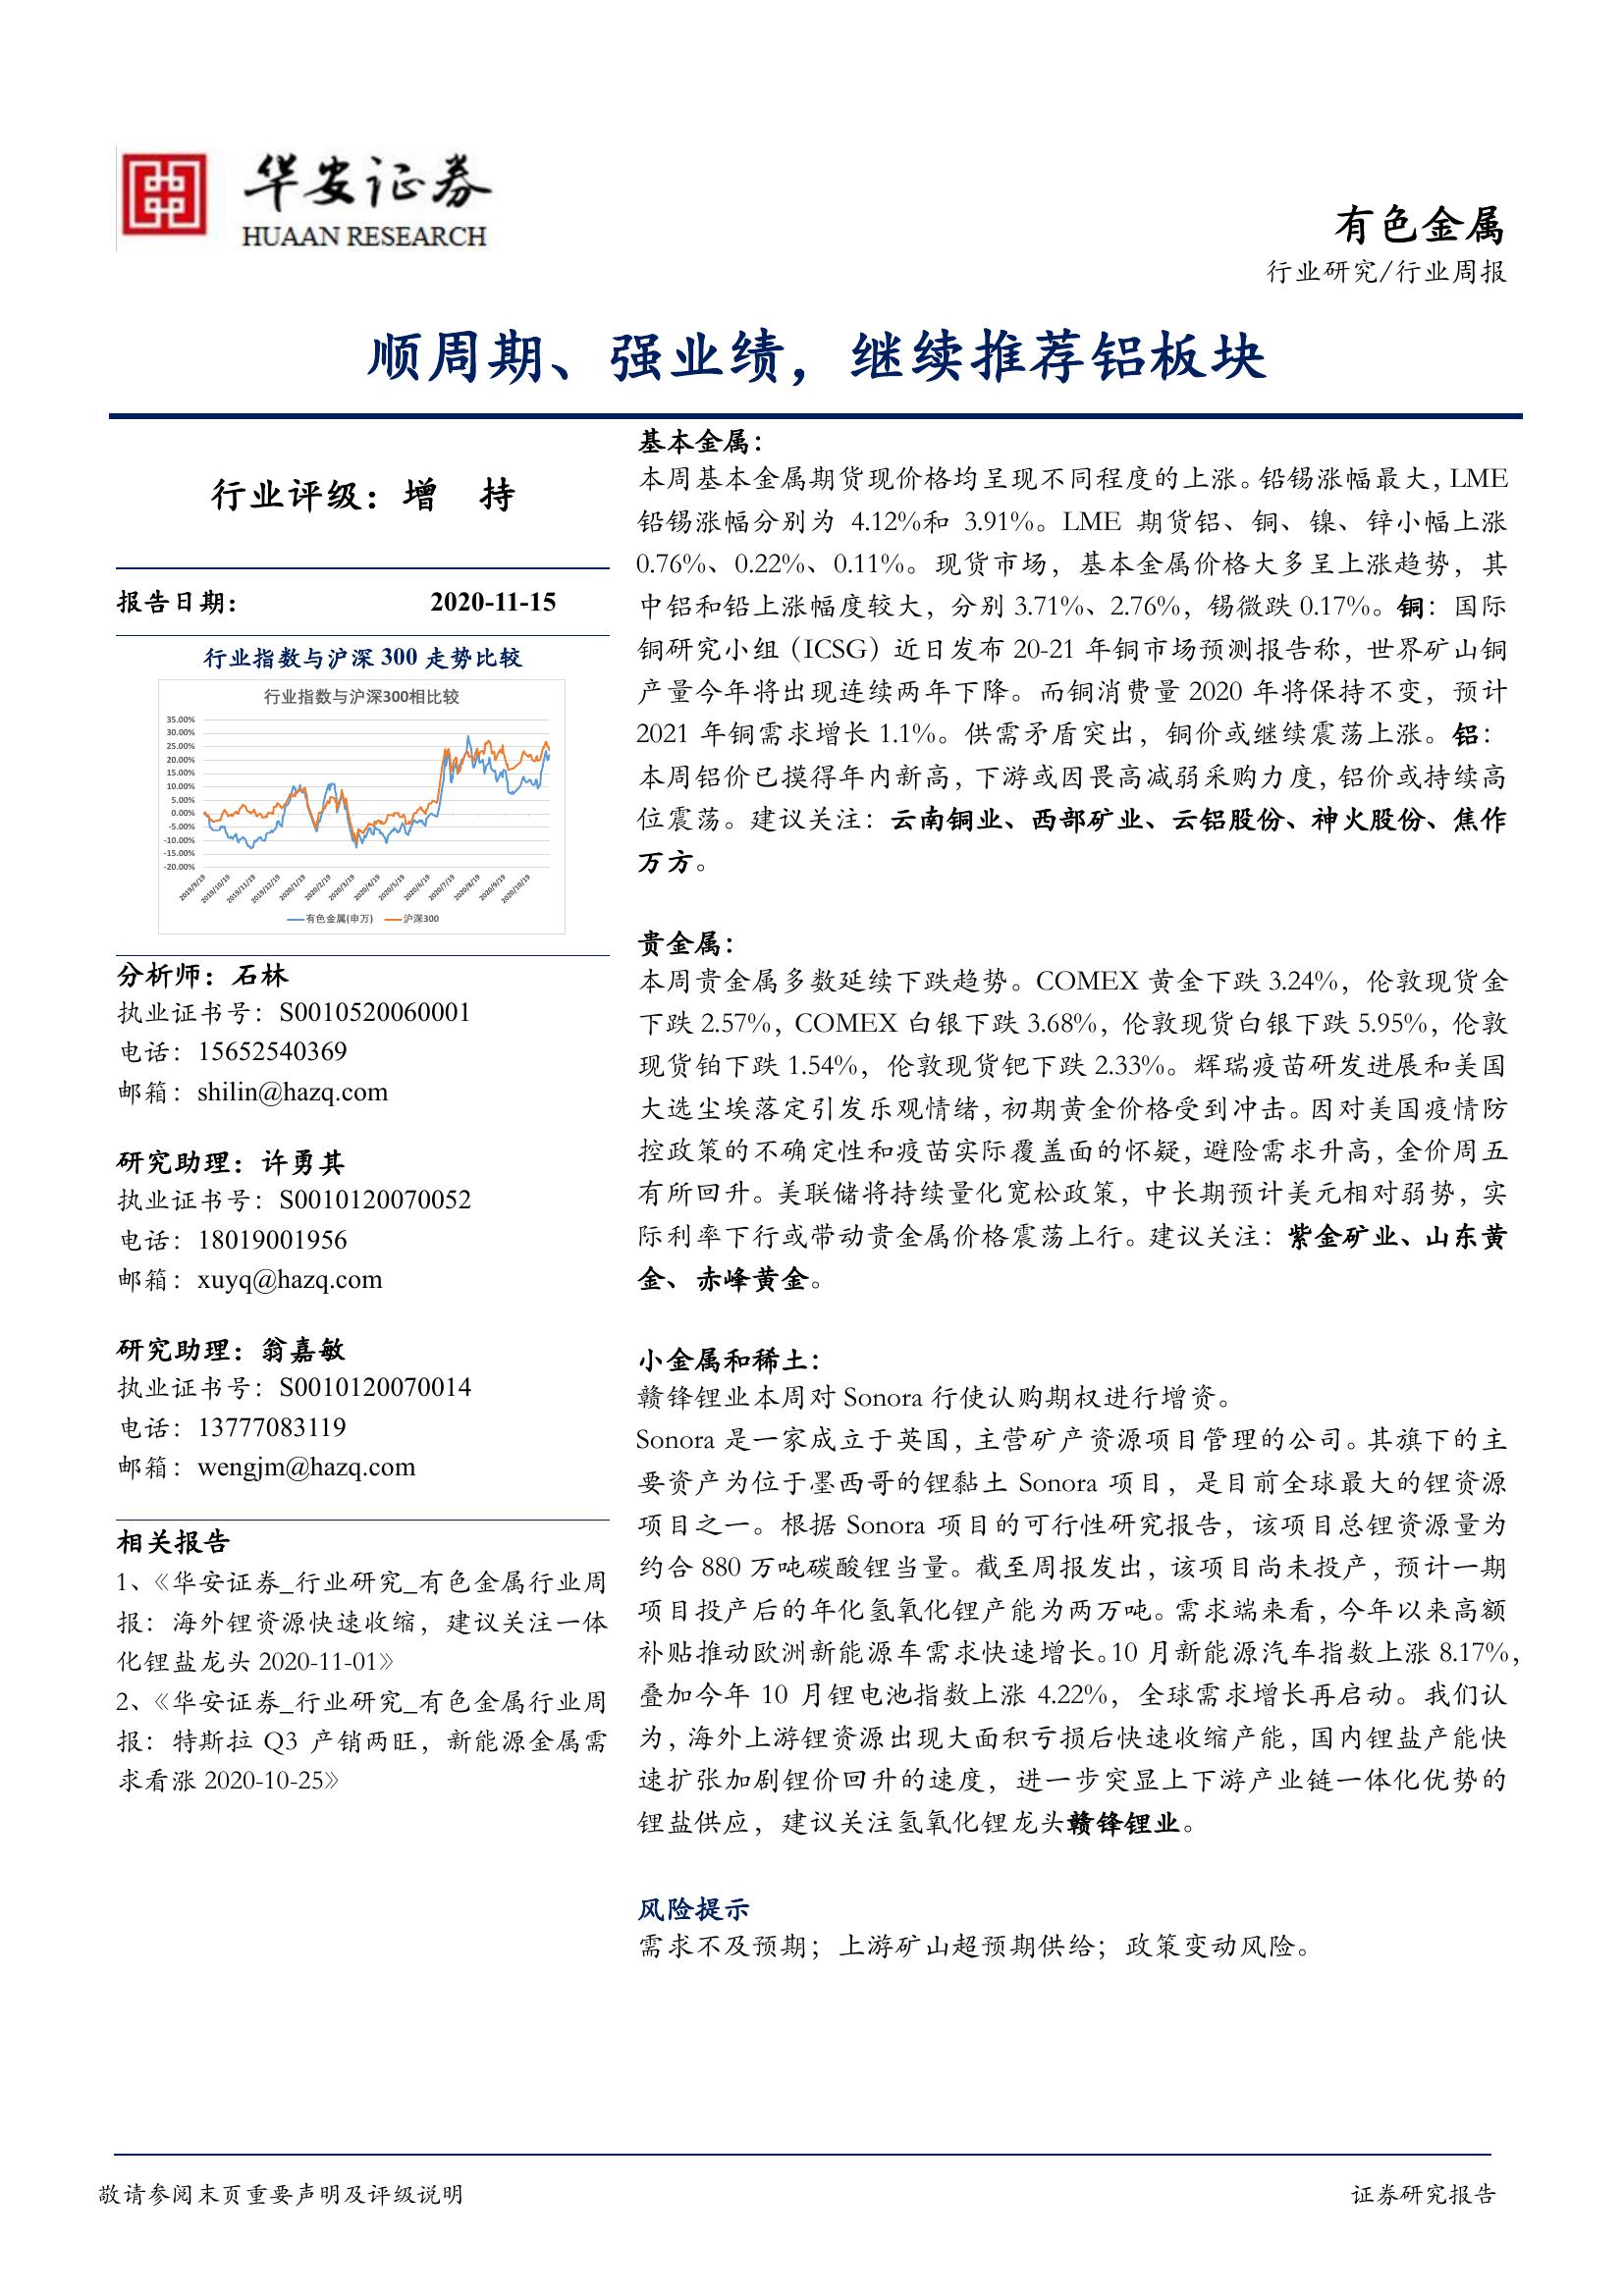 华安证券
HUAAN RESEARCH
有色金属
行业研究/行业周报
顺周期、强业绩，继续推荐铝板块
行业评级：增 持
报告日期： 2020-11-15
行业指数与沪深 300 走势比较
行业指数与沪深300相比较
35.00%
30.00%
25.00%
20.00%
15.00%
10.00%
5.00%
0.00%
-5.00%
-10.00%
-15.00%
-20.00%
2019/9/19
2019/10/19
2019/11/19
2019/12/19
2020/1/19
2020/2/19
2020/3/19
2020/4/19
2020/5/19
2020/6/19
2020/7/19
2020/8/19
2020/9/19
2020/10/19
有色金属(申万) 沪深300
分析师：石林
执业证书号：S0010520060001
电话：15652540369
邮箱：shilin@hazq.com
研究助理：许勇其
执业证书号：S0010120070052
电话：18019001956
邮箱：xuyq@hazq.com
研究助理：翁嘉敏
执业证书号：S0010120070014
电话：13777083119
邮箱：wengjm@hazq.com
相关报告
1、《华安证券_行业研究_有色金属行业周
报：海外锂资源快速收缩，建议关注一体
化锂盐龙头 2020-11-01》
2、《华安证券_行业研究_有色金属行业周
报：特斯拉 Q3 产销两旺，新能源金属需
求看涨 2020-10-25》
基本金属：
本周基本金属期货现价格均呈现不同程度的上涨。铅锡涨幅最大，LME
铅锡涨幅分别为 4.12%和 3.91%。LME 期货铝、铜、镍、锌小幅上涨
0.76%、0.22%、0.11%。现货市场，基本金属价格大多呈上涨趋势，其
中铝和铅上涨幅度较大，分别 3.71%、2.76%，锡微跌 0.17%。铜：国际
铜研究小组（ICSG）近日发布 20-21 年铜市场预测报告称，世界矿山铜
产量今年将出现连续两年下降。而铜消费量 2020 年将保持不变，预计
2021 年铜需求增长 1.1%。供需矛盾突出，铜价或继续震荡上涨。铝：
本周铝价已摸得年内新高，下游或因畏高减弱采购力度，铝价或持续高
位震荡。建议关注：云南铜业、西部矿业、云铝股份、神火股份、焦作
万方。
贵金属：
本周贵金属多数延续下跌趋势。COMEX 黄金下跌 3.24%，伦敦现货金
下跌 2.57%，COMEX 白银下跌 3.68%，伦敦现货白银下跌 5.95%，伦敦
现货铂下跌 1.54%，伦敦现货钯下跌 2.33%。辉瑞疫苗研发进展和美国
大选尘埃落定引发乐观情绪，初期黄金价格受到冲击。因对美国疫情防
控政策的不确定性和疫苗实际覆盖面的怀疑，避险需求升高，金价周五
有所回升。美联储将持续量化宽松政策，中长期预计美元相对弱势，实
际利率下行或带动贵金属价格震荡上行。建议关注：紫金矿业、山东黄
金、赤峰黄金。
小金属和稀土：
赣锋锂业本周对 Sonora 行使认购期权进行增资。
Sonora 是一家成立于英国，主营矿产资源项目管理的公司。其旗下的主
要资产为位于墨西哥的锂黏土 Sonora 项目，是目前全球最大的锂资源
项目之一。根据 Sonora 项目的可行性研究报告，该项目总锂资源量为
约合 880 万吨碳酸锂当量。截至周报发出，该项目尚未投产，预计一期
项目投产后的年化氢氧化锂产能为两万吨。需求端来看，今年以来高额
补贴推动欧洲新能源车需求快速增长。10 月新能源汽车指数上涨 8.17%，
叠加今年 10 月锂电池指数上涨 4.22%，全球需求增长再启动。我们认
为，海外上游锂资源出现大面积亏损后快速收缩产能，国内锂盐产能快
速扩张加剧锂价回升的速度，进一步突显上下游产业链一体化优势的
锂盐供应，建议关注氢氧化锂龙头赣锋锂业。
风险提示
需求不及预期；上游矿山超预期供给；政策变动风险。
敬请参阅末页重要声明及评级说明 证券研究报告